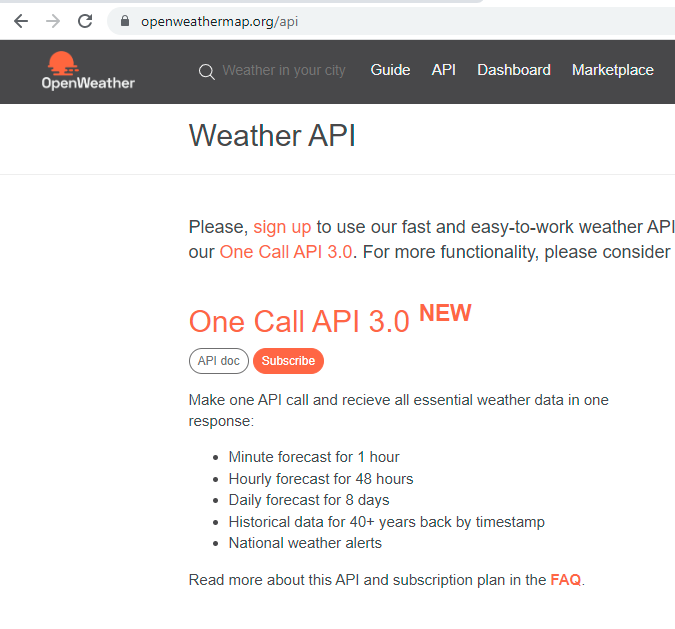 openweathermap.org/api
OpenWeather Weather in your city Guide API Dashboard Marketplace
Weather API
Please, sign up to use our fast and easy-to-work weather API
our One Call API 3.0. For more functionality, please consider
One Call API 3.0 NEW
API doc Subscribe
Make one API call and recieve all essential weather data in one
response:
Minute forecast for 1 hour
Hourly forecast for 48 hours
Daily forecast for 8 days
Historical data for 40+ years back by timestamp
National weather alerts
Read more about this API and subscription plan in the FAQ.